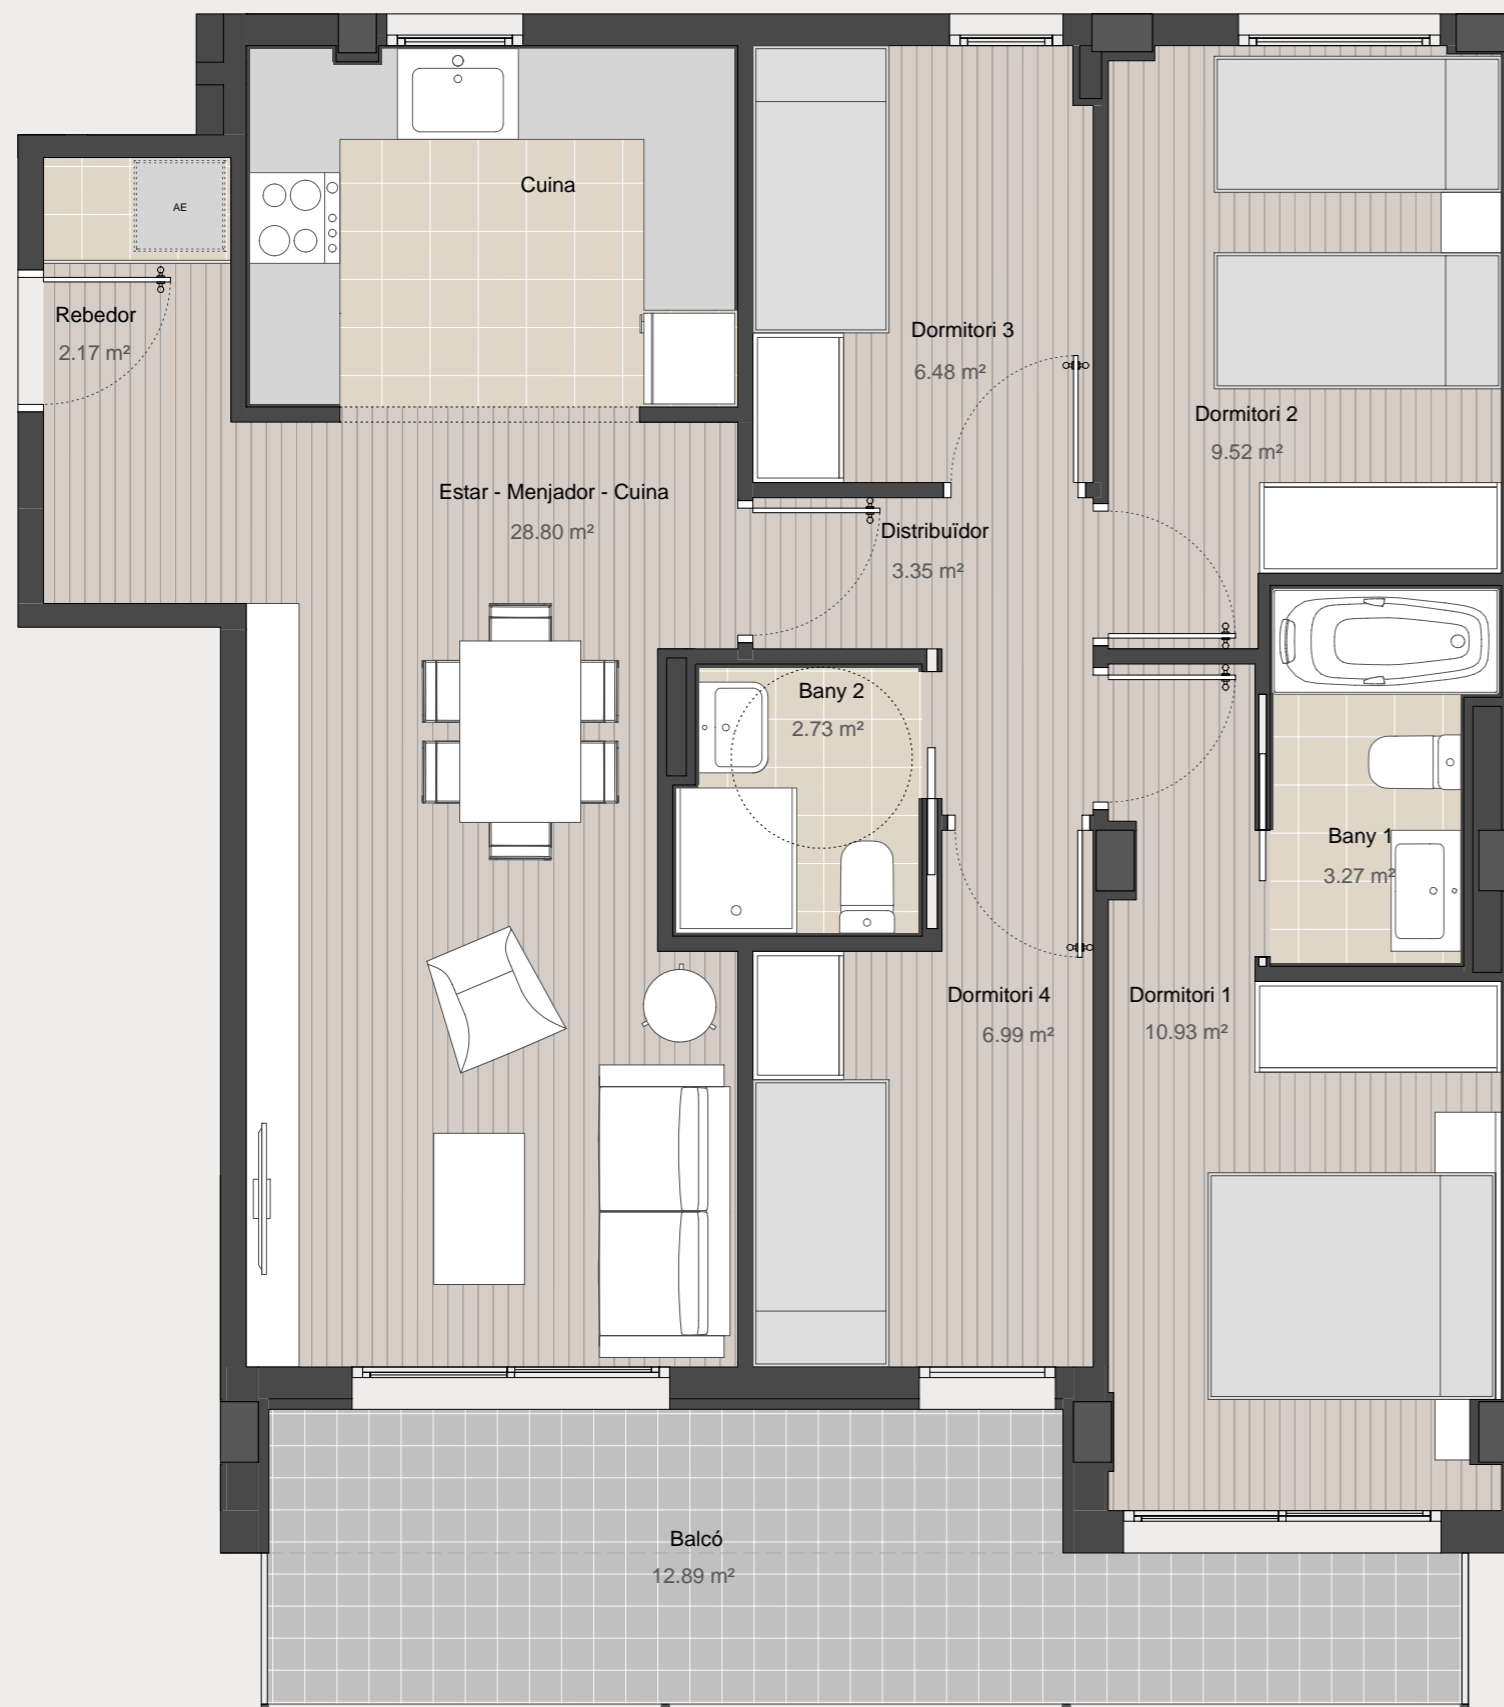 Cuina
AE
Rebedor
2.17 m²
Dormitori 3
6.48 m²
Dormitori 2
9.52 m²
Estar - Menjador - Cuina
28.80 m²
Distribuïdor
3.35 m²
Bany 2
2.73 m²
Bany 1
3.27 m²
Dormitori 4
6.99 m²
Dormitori 1
10.93 m²
Balcó
12.89 m²